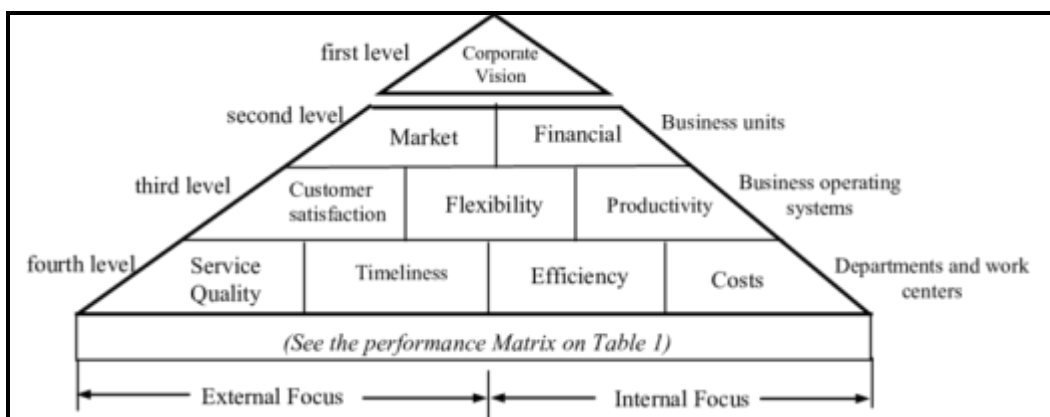 first level
Corporate
Vision
second level
Market
Financial
Business units
third level
Customer
satisfaction
Flexibility
Productivity
Business operating
systems
fourth level
Service
Quality
Timeliness
Efficiency
Costs
Departments and work
centers
(See the performance Matrix on Table 1)
External Focus
Internal Focus